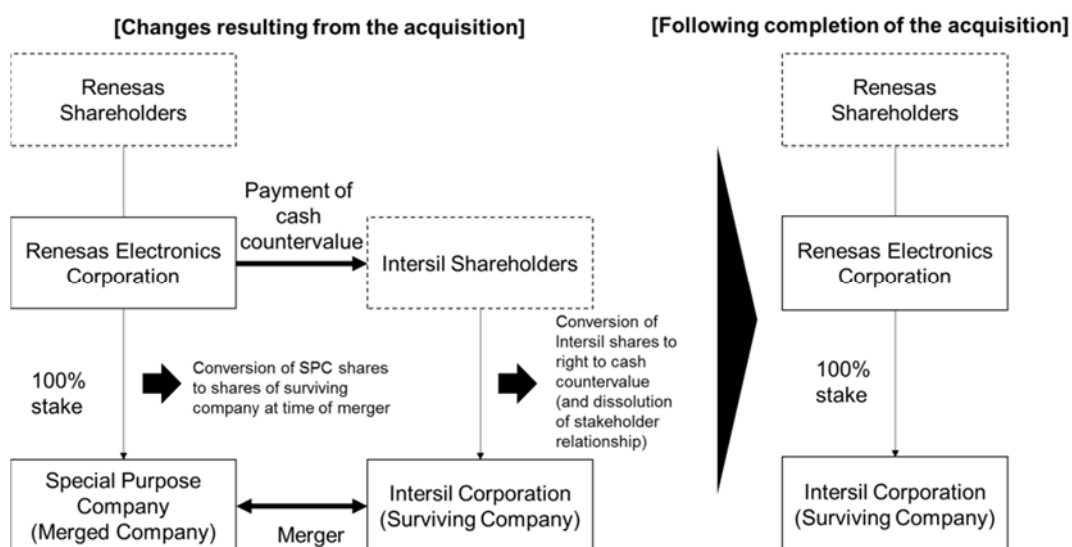 [Changes resulting from the acquisition]
[Following completion of the acquisition]
Renesas
Shareholders
Payment of
cash
countervalue
Renesas Electronics
Corporation
Intersil Shareholders
100%
stake
Conversion of SPC shares
to shares of surviving
company at time of merger
Conversion of
Intersil shares to
right to cash
countervalue
(and dissolution
of stakeholder
relationship)
Special Purpose
Company
(Merged Company)
Merger
Intersil Corporation
(Surviving Company)
Renesas
Shareholders
Renesas Electronics
Corporation
100%
stake
Intersil Corporation
(Surviving Company)